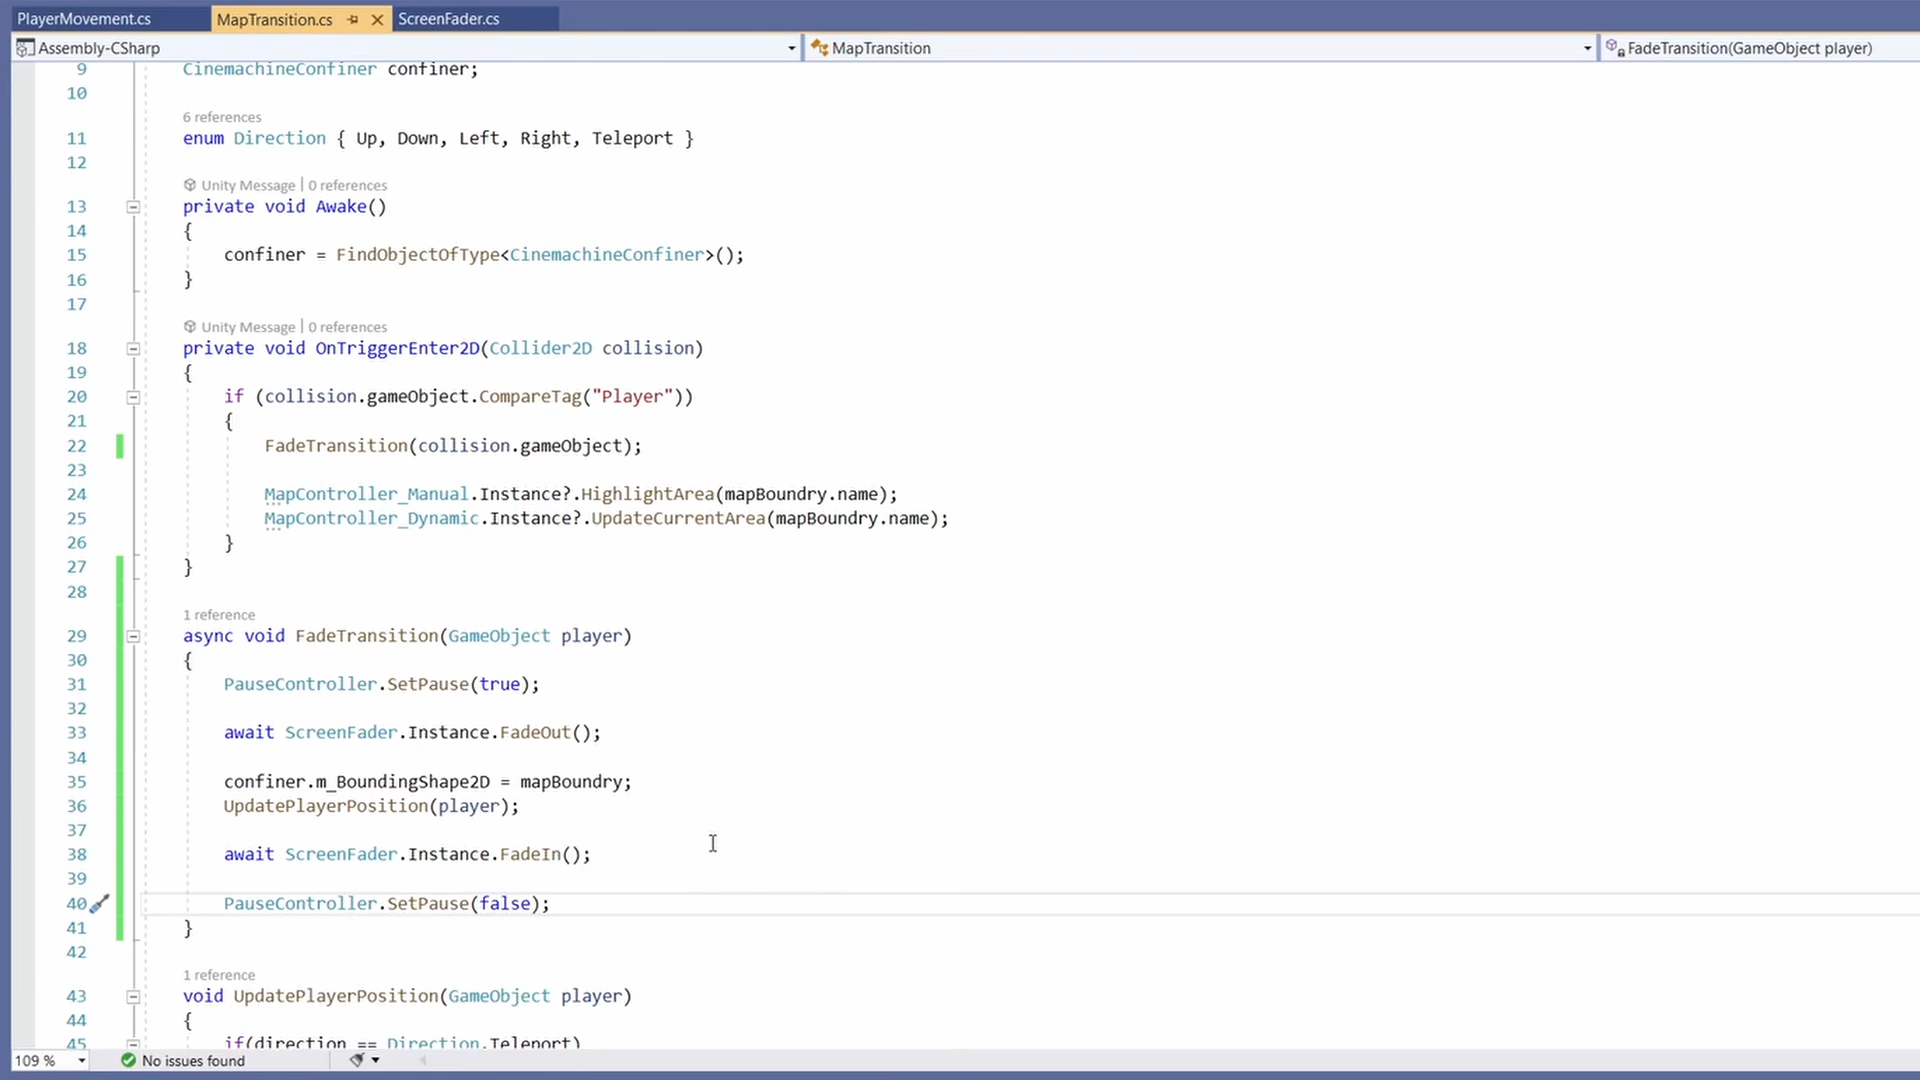 PlayerMovement.cs MapTransition.cs ScreenFader.cs
Assembly-CSharp MapTransition FadeTransition(GameObject player)
9 CinemachineConfiner confiner;
10
6 references
11 enum Direction { Up, Down, Left, Right, Teleport }
12
Unity Message | 0 references
13 private void Awake()
14 {
15 confiner = FindObjectOfType<CinemachineConfiner>();
16 }
17
Unity Message | 0 references
18 private void OnTriggerEnter2D(Collider2D collision)
19 {
20 if (collision.gameObject.CompareTag("Player"))
21 {
22 FadeTransition(collision.gameObject);
23
24 MapController_Manual.Instance?.HighlightArea(mapBoundry.name);
25 MapController_Dynamic.Instance?.UpdateCurrentArea(mapBoundry.name);
26 }
27 }
28
1 reference
29 async void FadeTransition(GameObject player)
30 {
31 PauseController.SetPause(true);
32
33 await ScreenFader.Instance.FadeOut();
34
35 confiner.m_BoundingShape2D = mapBoundry;
36 UpdatePlayerPosition(player);
37
38 await ScreenFader.Instance.FadeIn();
39
40 PauseController.SetPause(false);
41 }
42
1 reference
43 void UpdatePlayerPosition(GameObject player)
44 {
45 if(direction == Direction.Teleport)
109 % No issues found